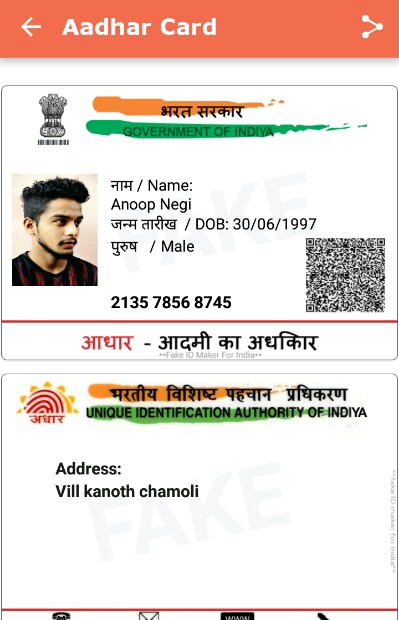 Aadhar Card
भरत सरकार
GOVERNMENT OF INDIYA
नाम / Name:
Anoop Negi
जन्म तारीख / DOB: 30/06/1997
पुरुष / Male
FAKE
2135 7856 8745
आधार - आदमी का अधकिार
**Fake ID Maker For India**
भरतीय विशिष्ट पहचान प्रधिकरण
UNIQUE IDENTIFICATION AUTHORITY OF INDIYA
अधार
Address:
Vill kanoth chamoli
FAKE
**Fake ID maker for India**
WWW